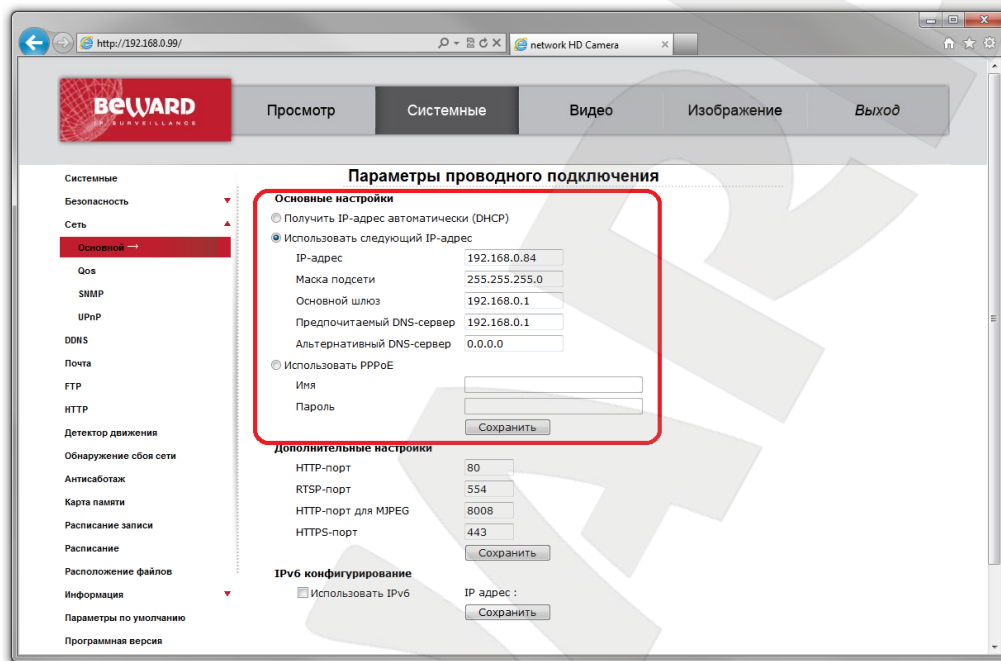 http://192.168.0.99/
network HD Camera
BEWARD
IP SURVEILLANCE
Просмотр Системные Видео Изображение Выход
Параметры проводного подключения
Системные
Безопасность
Сеть
Основной →
Qos
SNMP
UPnP
DDNS
Почта
FTP
HTTP
Детектор движения
Обнаружение сбоя сети
Антисаботаж
Карта памяти
Расписание записи
Расписание
Расположение файлов
Информация
Параметры по умолчанию
Программная версия
Основные настройки
Получить IP-адрес автоматически (DHCP)
Использовать следующий IP-адрес
IP-адрес 192.168.0.84
Маска подсети 255.255.255.0
Основной шлюз 192.168.0.1
Предпочитаемый DNS-сервер 192.168.0.1
Альтернативный DNS-сервер 0.0.0.0
Использовать PPPoE
Имя
Пароль
Сохранить
Дополнительные настройки
HTTP-порт 80
RTSP-порт 554
HTTP-порт для MJPEG 8008
HTTPS-порт 443
Сохранить
IPv6 конфигурирование
Использовать IPv6 IP адрес :
Сохранить